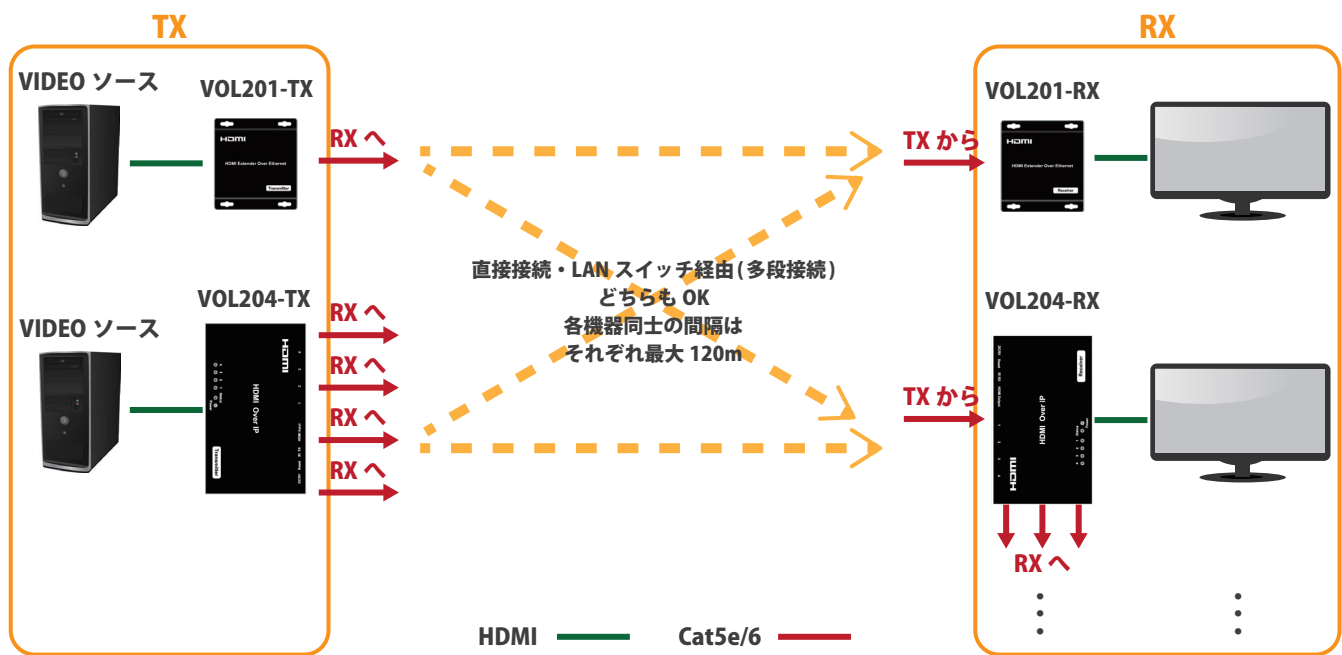 TX
RX
VIDEO ソース
VOL201-TX
HDMI
HDMI Extender Over Ethernet
Transmitter
RX へ
TX から
VOL201-RX
HDMI
HDMI Extender Over Ethernet
Receiver
直接接続・LAN スイッチ経由(多段接続)
どちらも OK
各機器同士の間隔は
それぞれ最大 120m
VIDEO ソース
VOL204-TX
HDMI
HDMI Over IP
Transmitter
RX へ
RX へ
RX へ
RX へ
VOL204-RX
TX から
Receiver
HDMI Over IP
HDMI
RX へ
HDMI
Cat5e/6